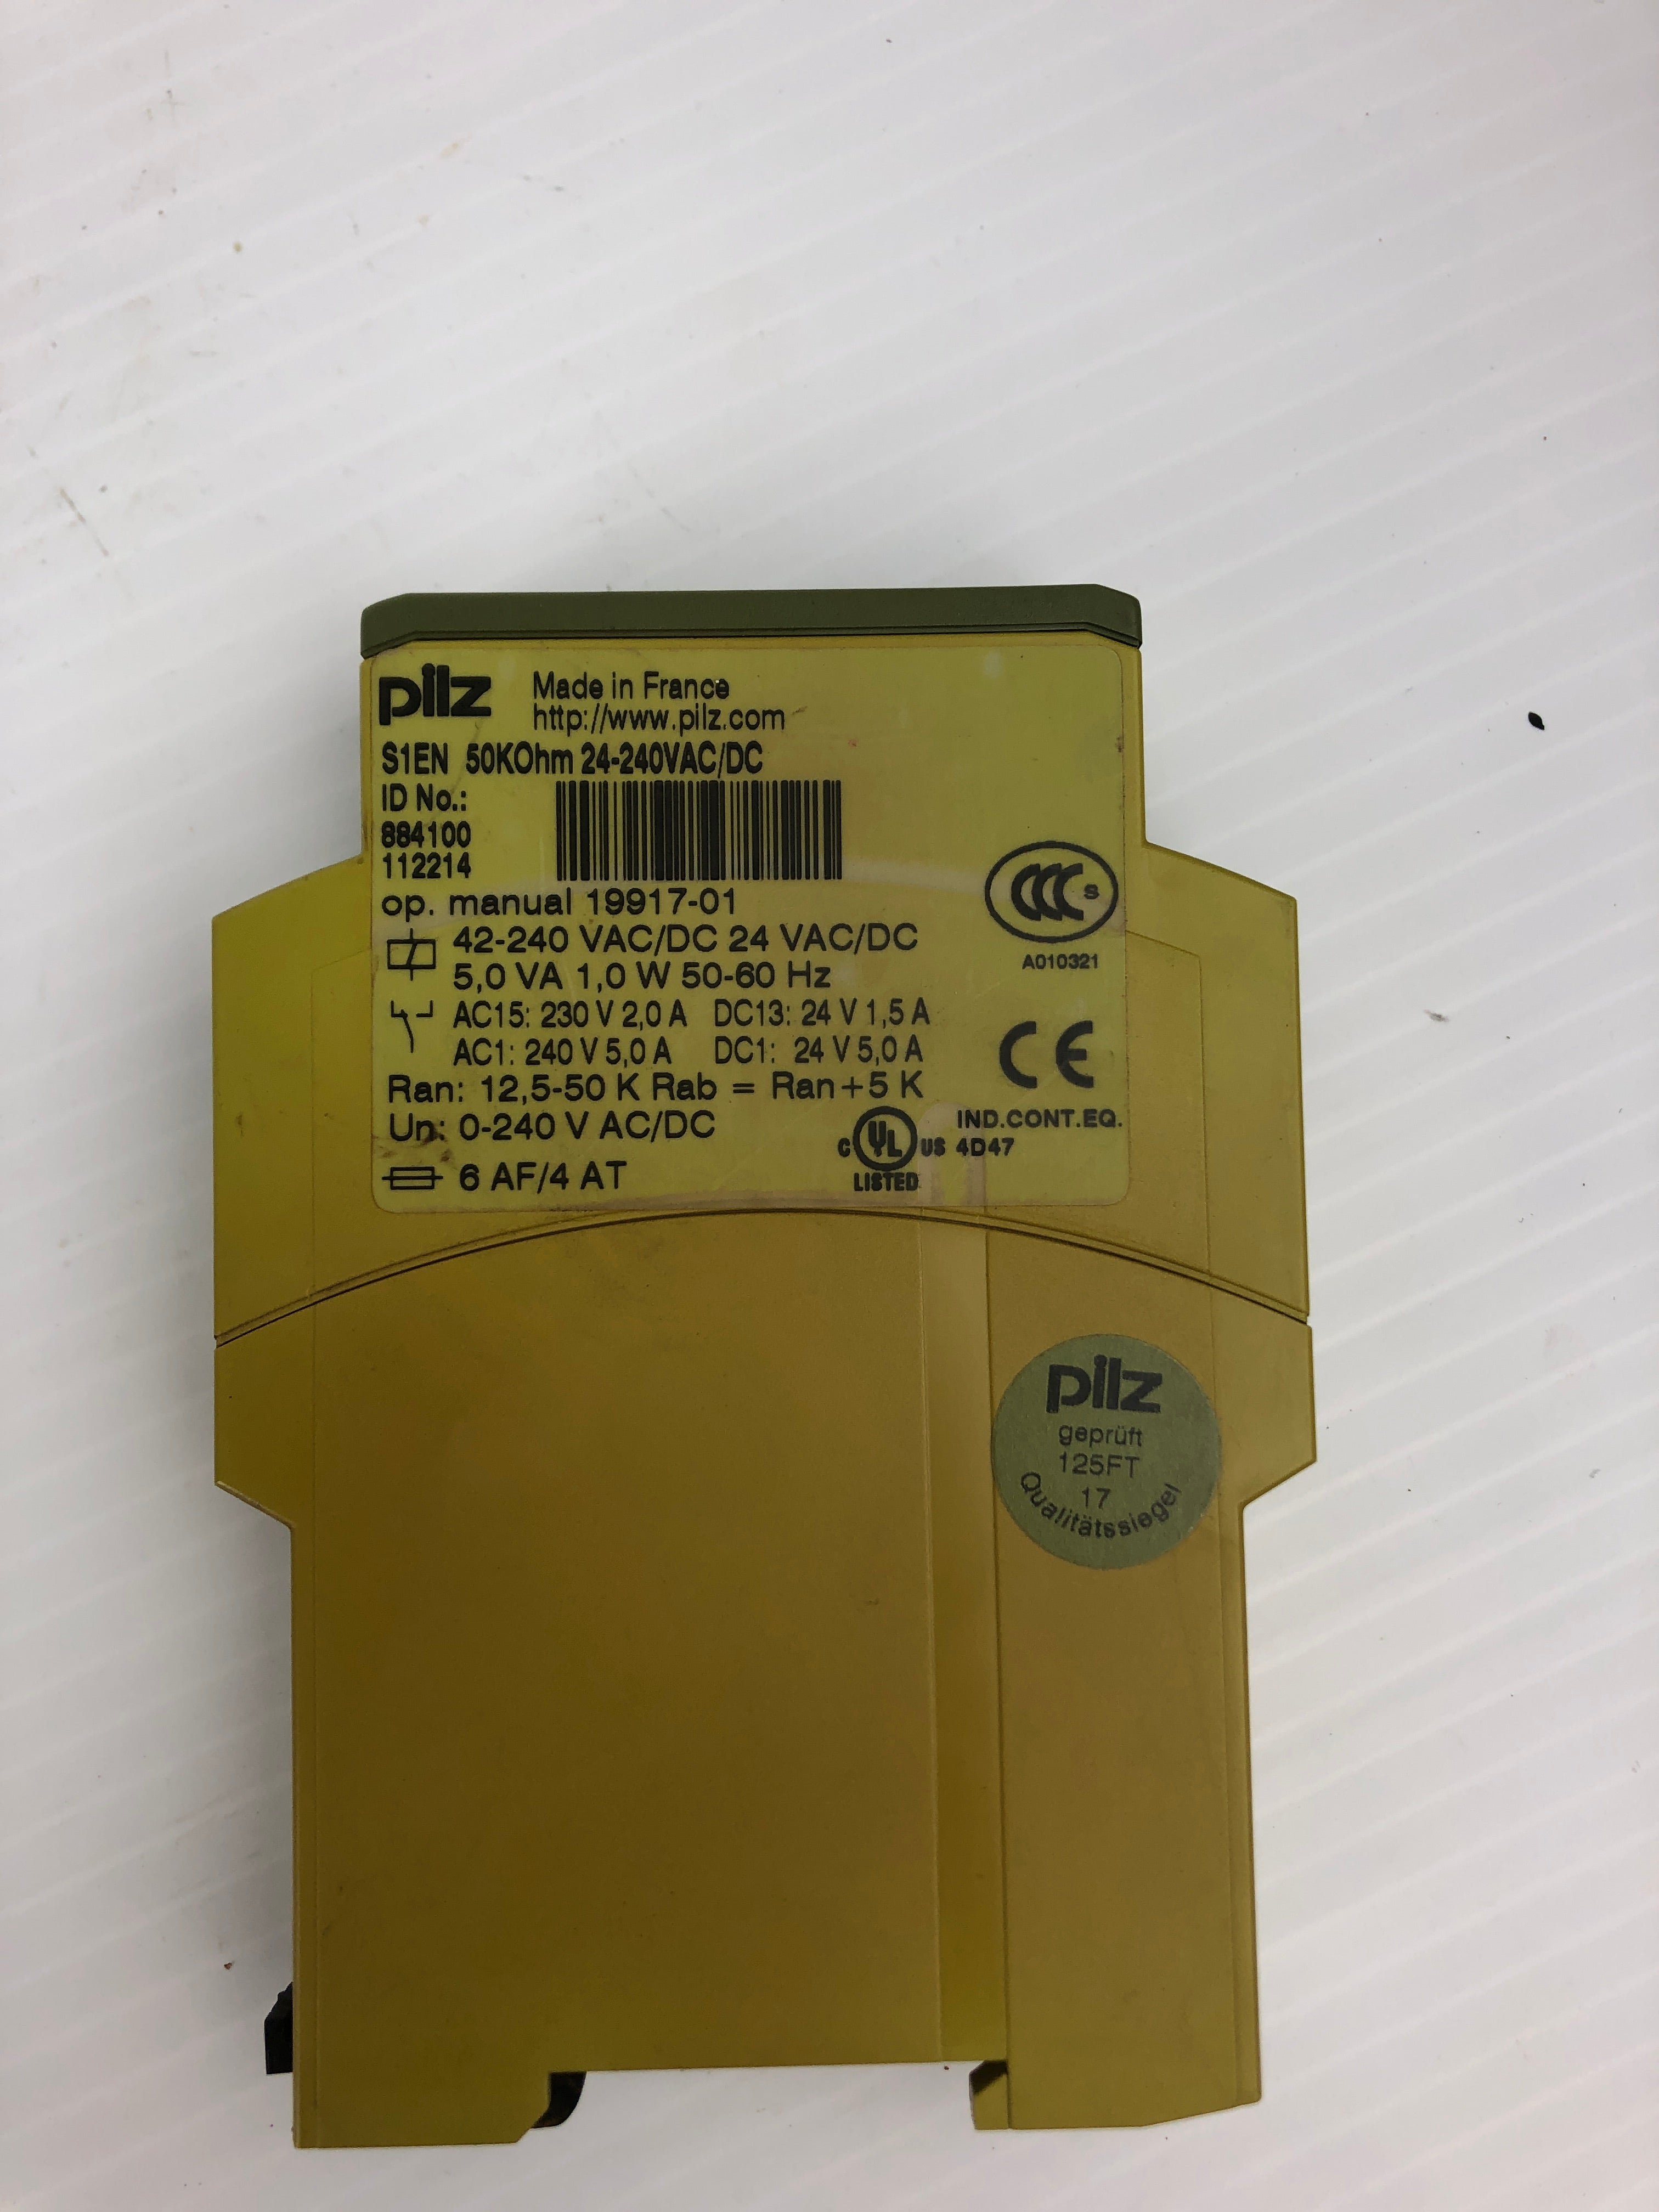 pilz
Made in France
http://www.pilz.com
S1EN 50KOhm 24-240VAC/DC
ID No.:
884100
112214
op. manual 19917-01
42-240 VAC/DC 24 VAC/DC
5,0 VA 1,0 W 50-60 Hz
AC15: 230 V 2,0 A DC13: 24 V 1,5 A
AC1: 240 V 5,0 A DC1: 24 V 5,0 A
Ran: 12,5-50 K Rab = Ran+5 K
Un: 0-240 V AC/DC
6 AF/4 AT
CCC S
A010321
CE
C UL US
LISTED
IND.CONT.EQ.
4D47
pilz
geprüft
125FT
17
Qualitätssiegel